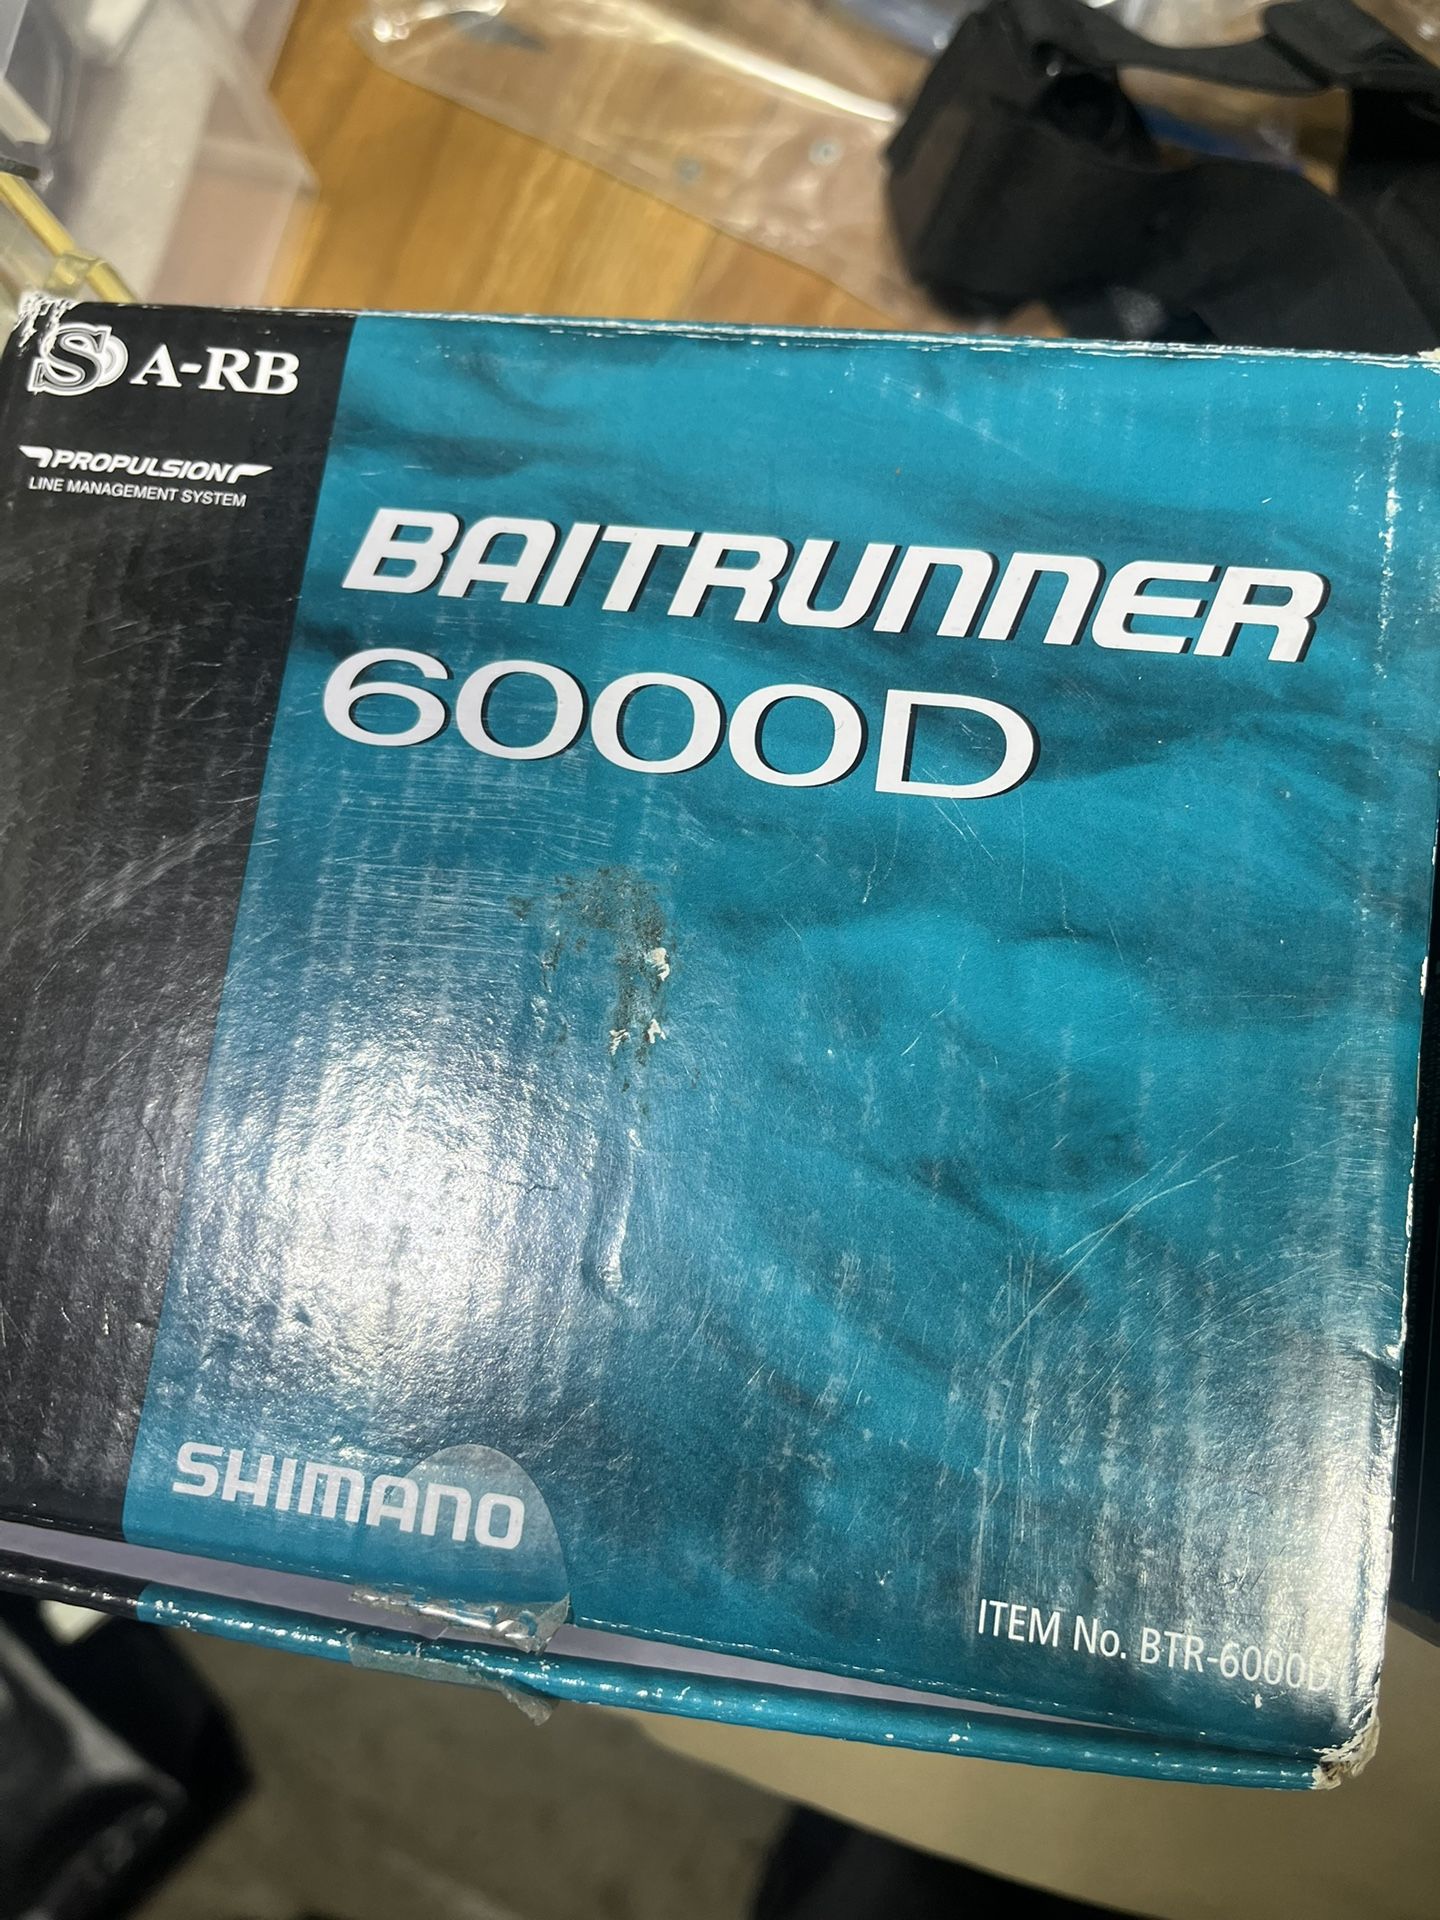 S A-RB
PROPULSION
LINE MANAGEMENT SYSTEM
BAITRUNNER
6000D
SHIMANO
ITEM No. BTR-6000D